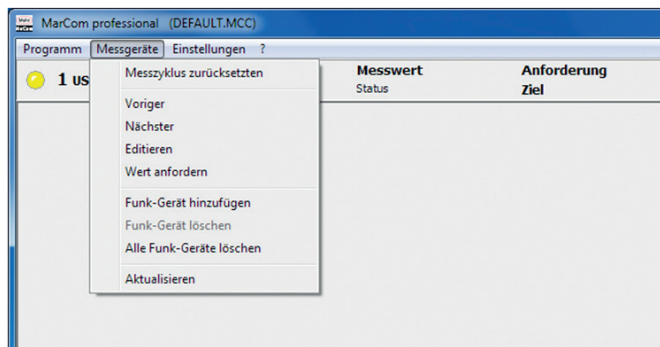 MarCom professional (DEFAULT.MCC)
Programm Messgeräte Einstellungen ?
1 US Messwert Anforderung
Status Ziel
Messzyklus zurücksetzten
Voriger
Nächster
Editieren
Wert anfordern
Funk-Gerät hinzufügen
Funk-Gerät löschen
Alle Funk-Geräte löschen
Aktualisieren